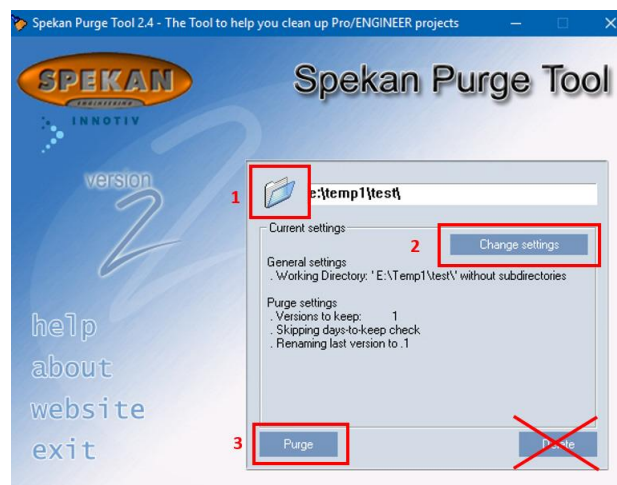 Spekan Purge Tool 2.4 - The Tool to help you clean up Pro/ENGINEER projects
SPEKAN
ENGINEERING
INNOTIV
Spekan Purge Tool
version
2
1
e:\temp1\test\
Current settings
2
Change settings
General settings
. Working Directory: ' E:\Temp1\test\' without subdirectories
Purge settings
. Versions to keep: 1
. Skipping days-to-keep check
. Renaming last version to .1
help
about
website
exit
3
Purge
Delete